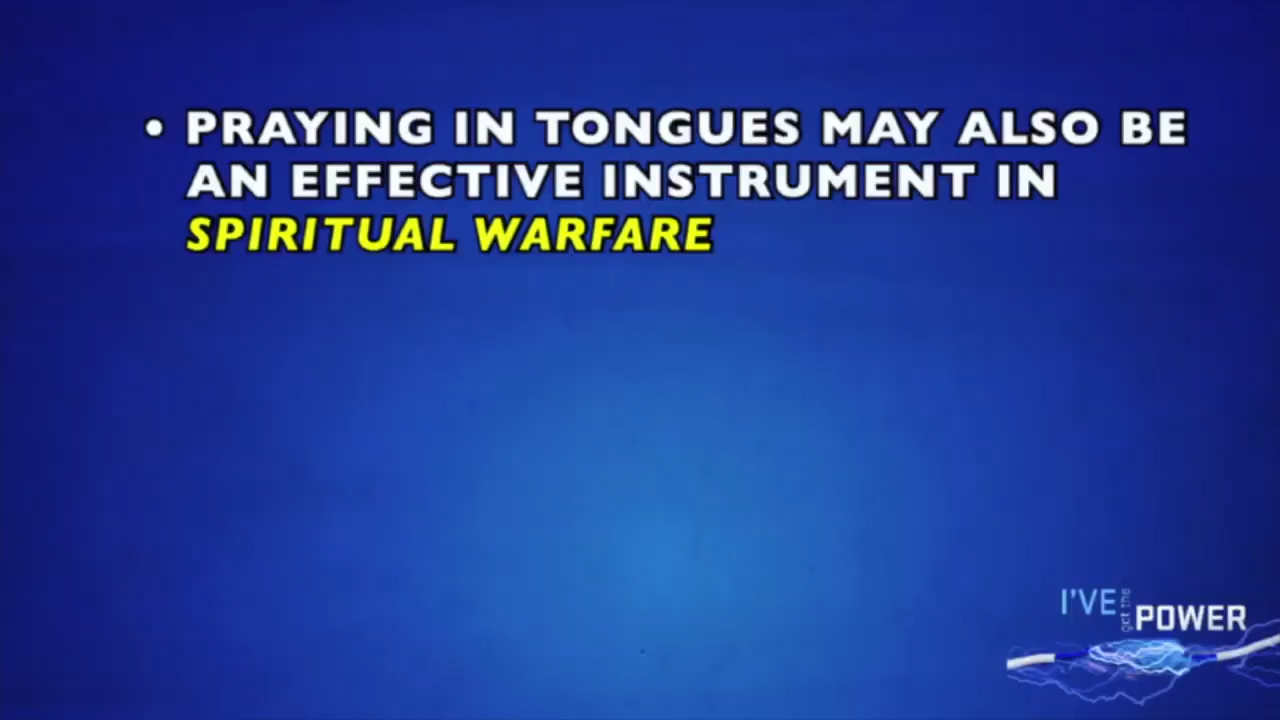 • PRAYING IN TONGUES MAY ALSO BE
AN EFFECTIVE INSTRUMENT IN
SPIRITUAL WARFARE
I'VE got the POWER